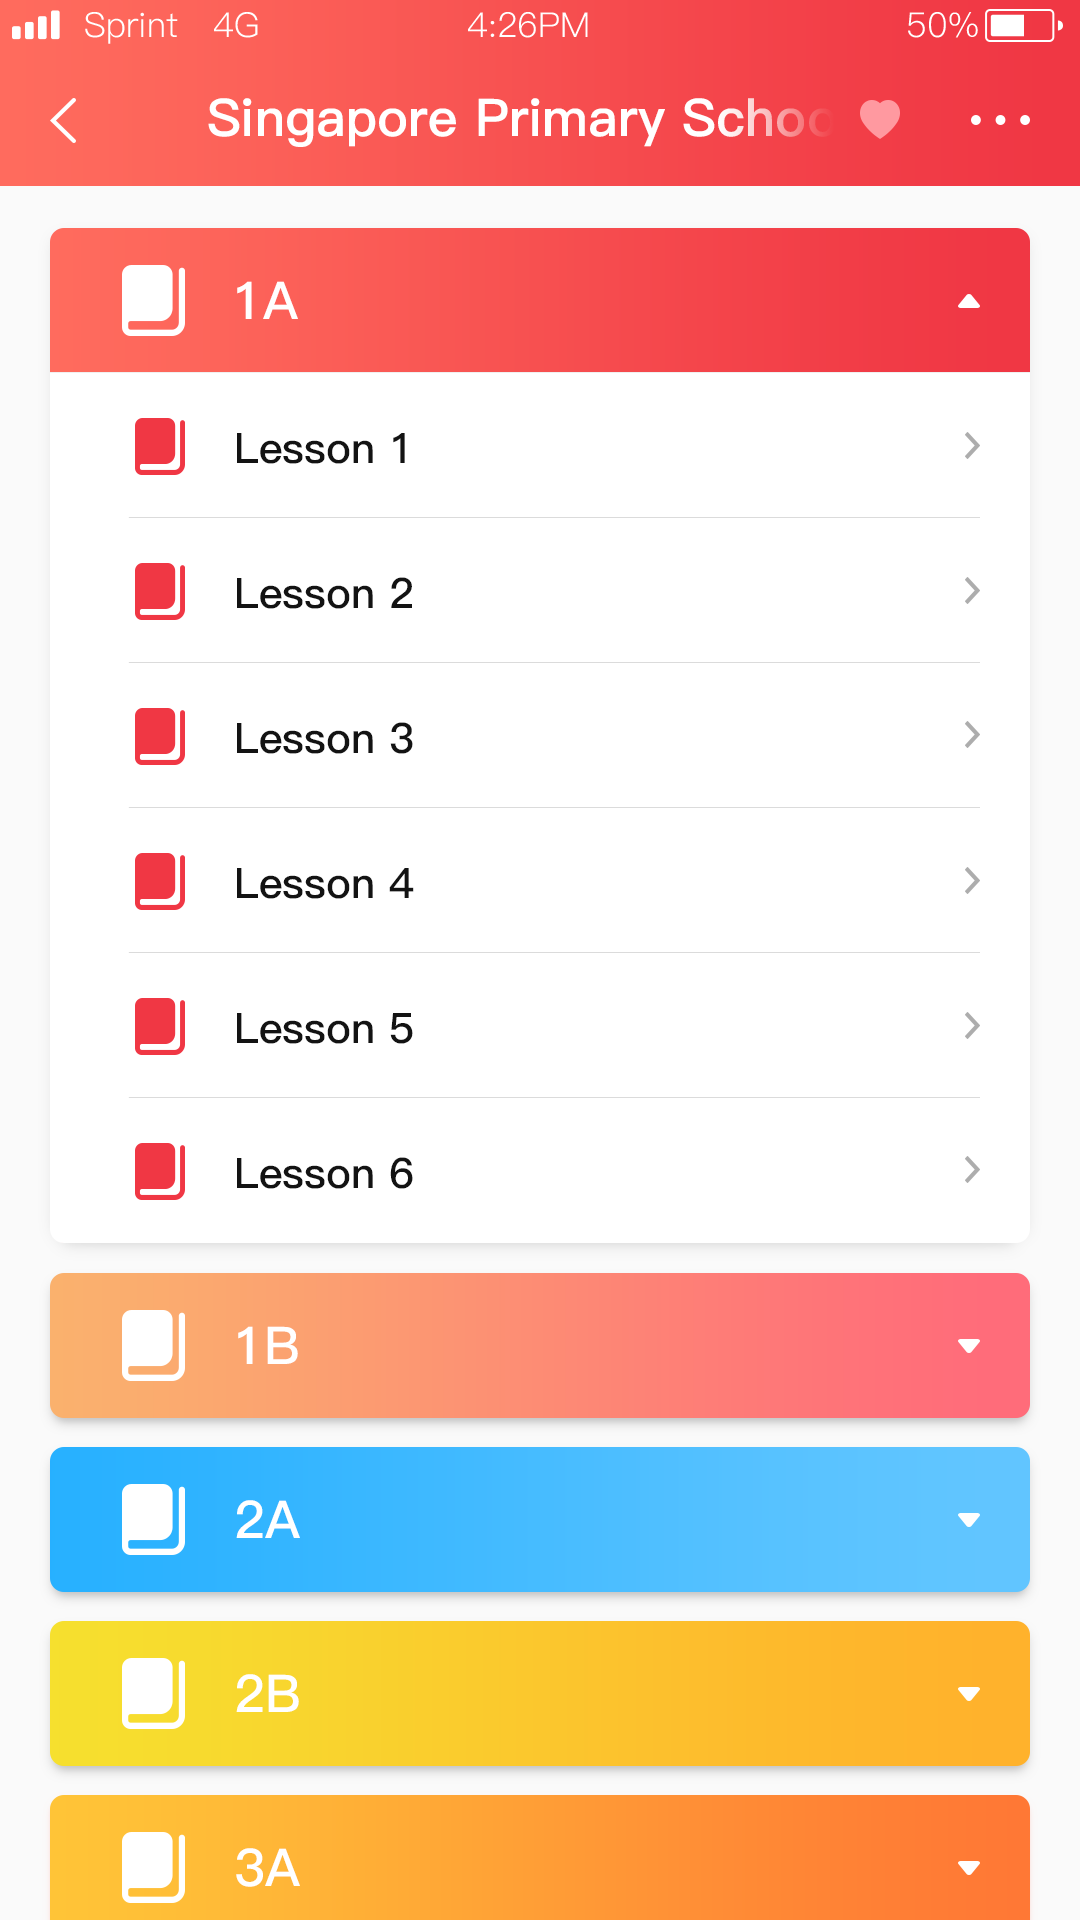 Sprint 4G 4:26PM 50%
Singapore Primary Schoo
1A
Lesson 1
Lesson 2
Lesson 3
Lesson 4
Lesson 5
Lesson 6
1B
2A
2B
3A